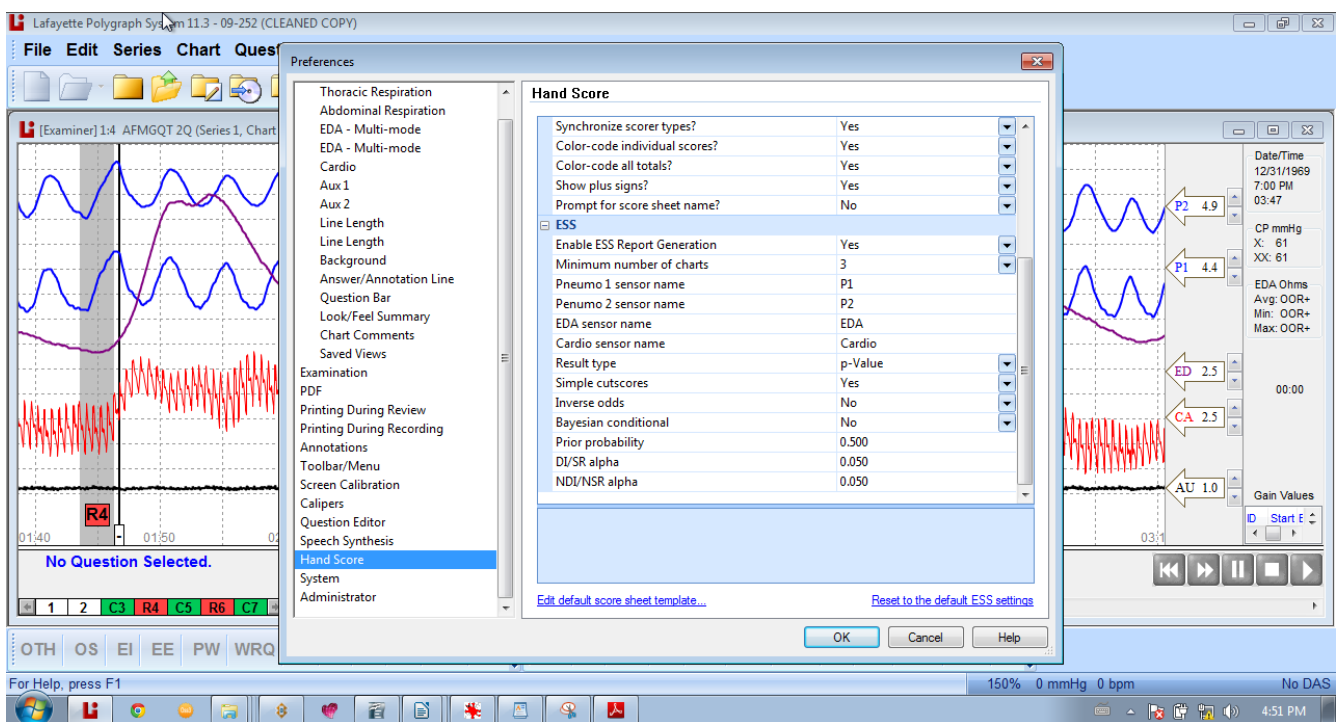 Lafayette Polygraph System 11.3 - 09-252 (CLEANED COPY)
File Edit Series Chart Quest
Preferences
[Examiner] 1:4 AFMGQT 2Q (Series 1, Chart
R4
01:40 01:50 02
No Question Selected.
1 2 C3 R4 C5 R6 C7
OTH OS EI EE PW WRQ
Thoracic Respiration
Abdominal Respiration
EDA - Multi-mode
EDA - Multi-mode
Cardio
Aux 1
Aux 2
Line Length
Line Length
Background
Answer/Annotation Line
Question Bar
Look/Feel Summary
Chart Comments
Saved Views
Examination
PDF
Printing During Review
Printing During Recording
Annotations
Toolbar/Menu
Screen Calibration
Calipers
Question Editor
Speech Synthesis
Hand Score
System
Administrator
Hand Score
Synchronize scorer types? Yes
Color-code individual scores? Yes
Color-code all totals? Yes
Show plus signs? Yes
Prompt for score sheet name? No
ESS
Enable ESS Report Generation Yes
Minimum number of charts 3
Pneumo 1 sensor name P1
Penumo 2 sensor name P2
EDA sensor name EDA
Cardio sensor name Cardio
Result type p-Value
Simple cutscores Yes
Inverse odds No
Bayesian conditional No
Prior probability 0.500
DI/SR alpha 0.050
NDI/NSR alpha 0.050
Edit default score sheet template... Reset to the default ESS settings
OK Cancel Help
P2 4.9
P1 4.4
ED 2.5
CA 2.5
AU 1.0
03:1
Date/Time
12/31/1969
7:00 PM
03:47
CP mmHg
X: 61
XX: 61
EDA Ohms
Avg: OOR+
Min: OOR+
Max: OOR+
00:00
Gain Values
ID Start E
For Help, press F1 150% 0 mmHg 0 bpm No DAS
4:51 PM